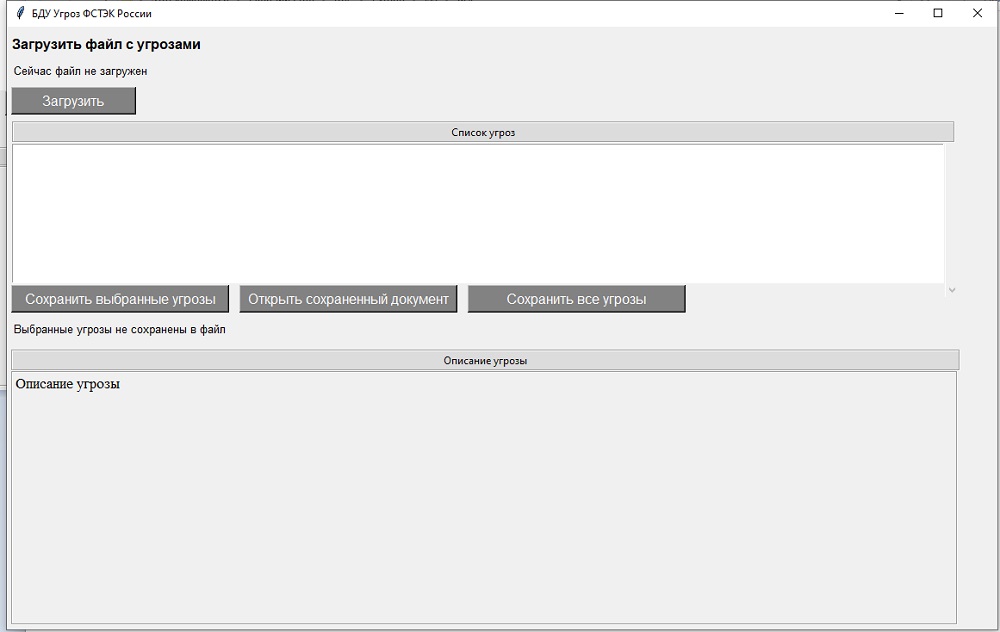 БДУ Угроз ФСТЭК России
Загрузить файл с угрозами
Сейчас файл не загружен
Загрузить
Список угроз
Сохранить выбранные угрозы Открыть сохраненный документ Сохранить все угрозы
Выбранные угрозы не сохранены в файл
Описание угрозы
Описание угрозы